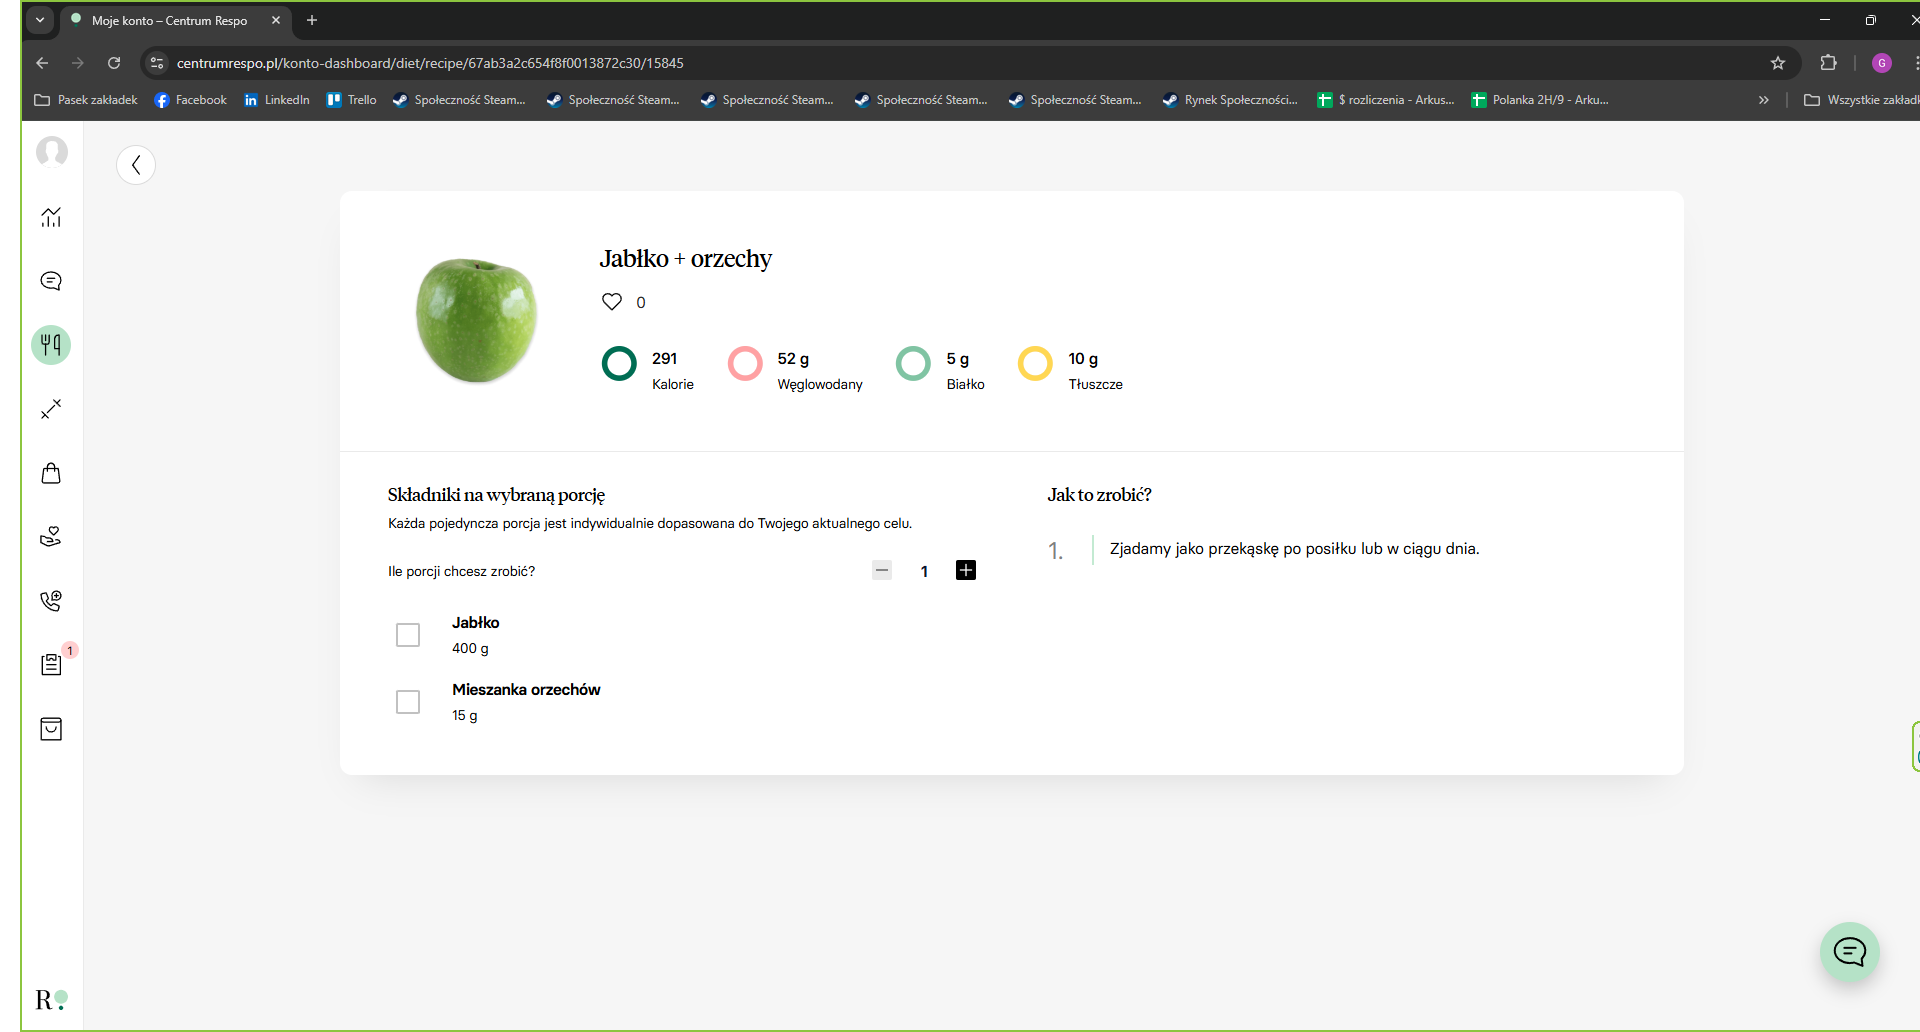 Moje konto – Centrum Respo
centrumrespo.pl/konto-dashboard/diet/recipe/67ab3a2c654f8f0013872c30/15845
G
Pasek zakładek
Facebook
LinkedIn
Trello
Społeczność Steam...
Społeczność Steam...
Społeczność Steam...
Społeczność Steam...
Społeczność Steam...
Rynek Społeczności...
$ rozliczenia - Arkus...
Polanka 2H/9 - Arku...
Wszystkie zakład
Jabłko + orzechy
0
291
Kalorie
52 g
Węglowodany
5 g
Białko
10 g
Tłuszcze
Składniki na wybraną porcję
Każda pojedyncza porcja jest indywidualnie dopasowana do Twojego aktualnego celu.
Ile porcji chcesz zrobić?
1
Jabłko
400 g
Mieszanka orzechów
15 g
Jak to zrobić?
1. Zjadamy jako przekąskę po posiłku lub w ciągu dnia.
1
R